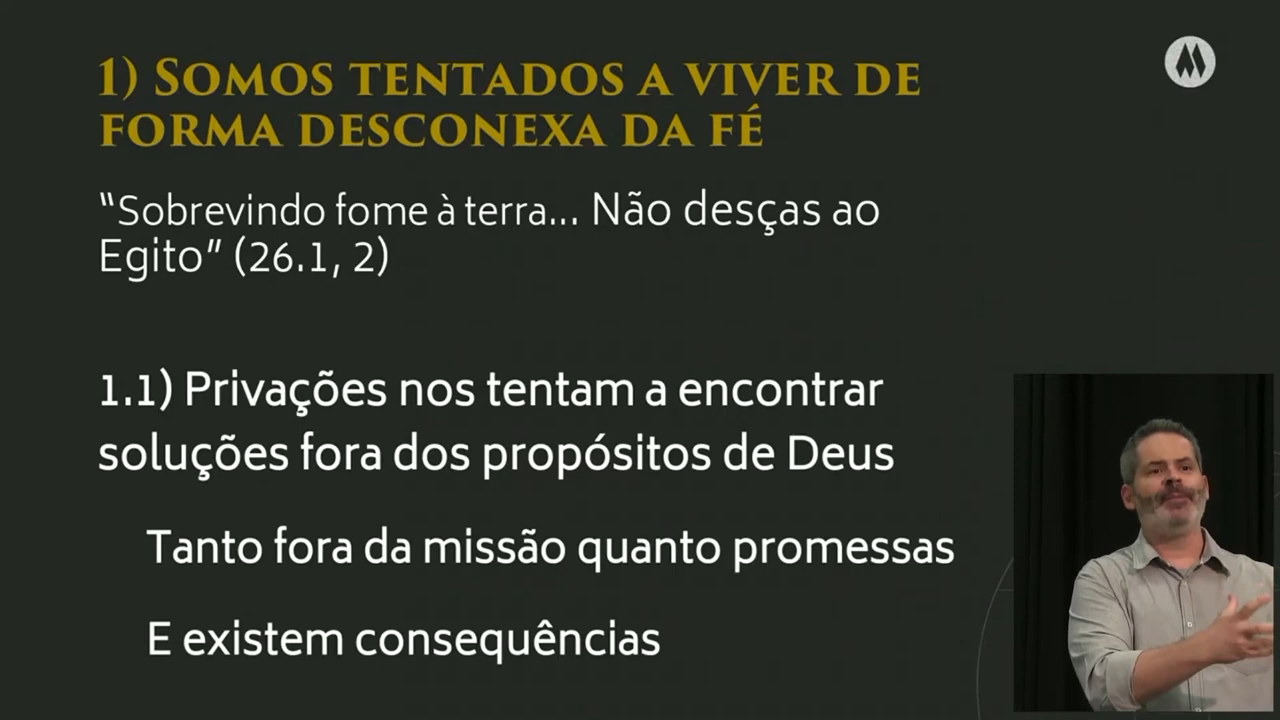 1) Somos tentados a viver de
forma desconexa da fé
“Sobrevindo fome à terra... Não desças ao
Egito” (26.1, 2)
1.1) Privações nos tentam a encontrar
soluções fora dos propósitos de Deus
Tanto fora da missão quanto promessas
E existem consequências